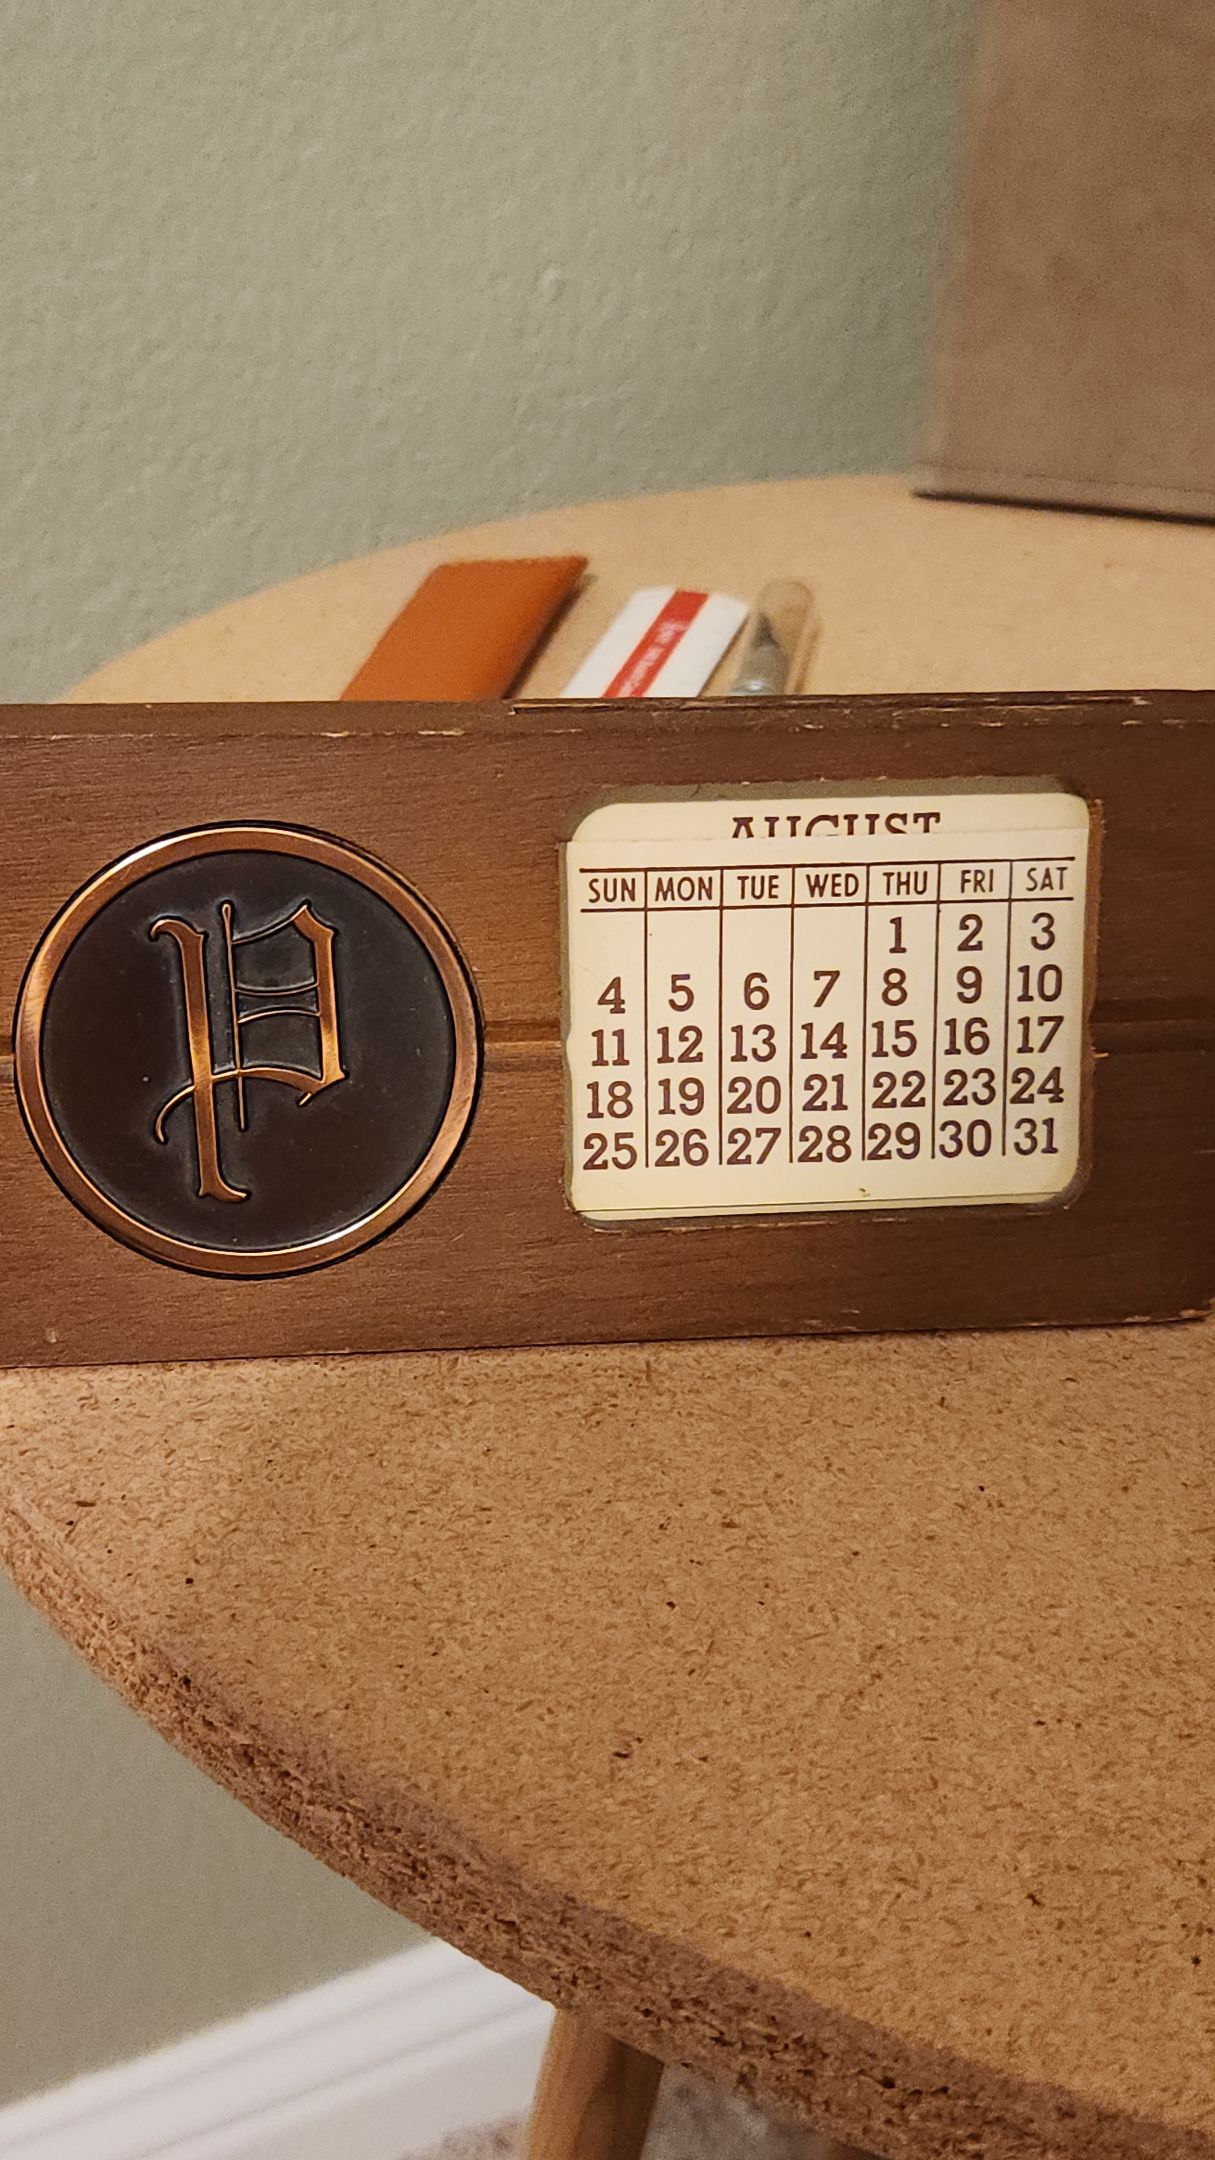 AUGUST
SUN MON TUE WED THU FRI SAT
1 2 3
4 5 6 7 8 9 10
11 12 13 14 15 16 17
18 19 20 21 22 23 24
25 26 27 28 29 30 31
P